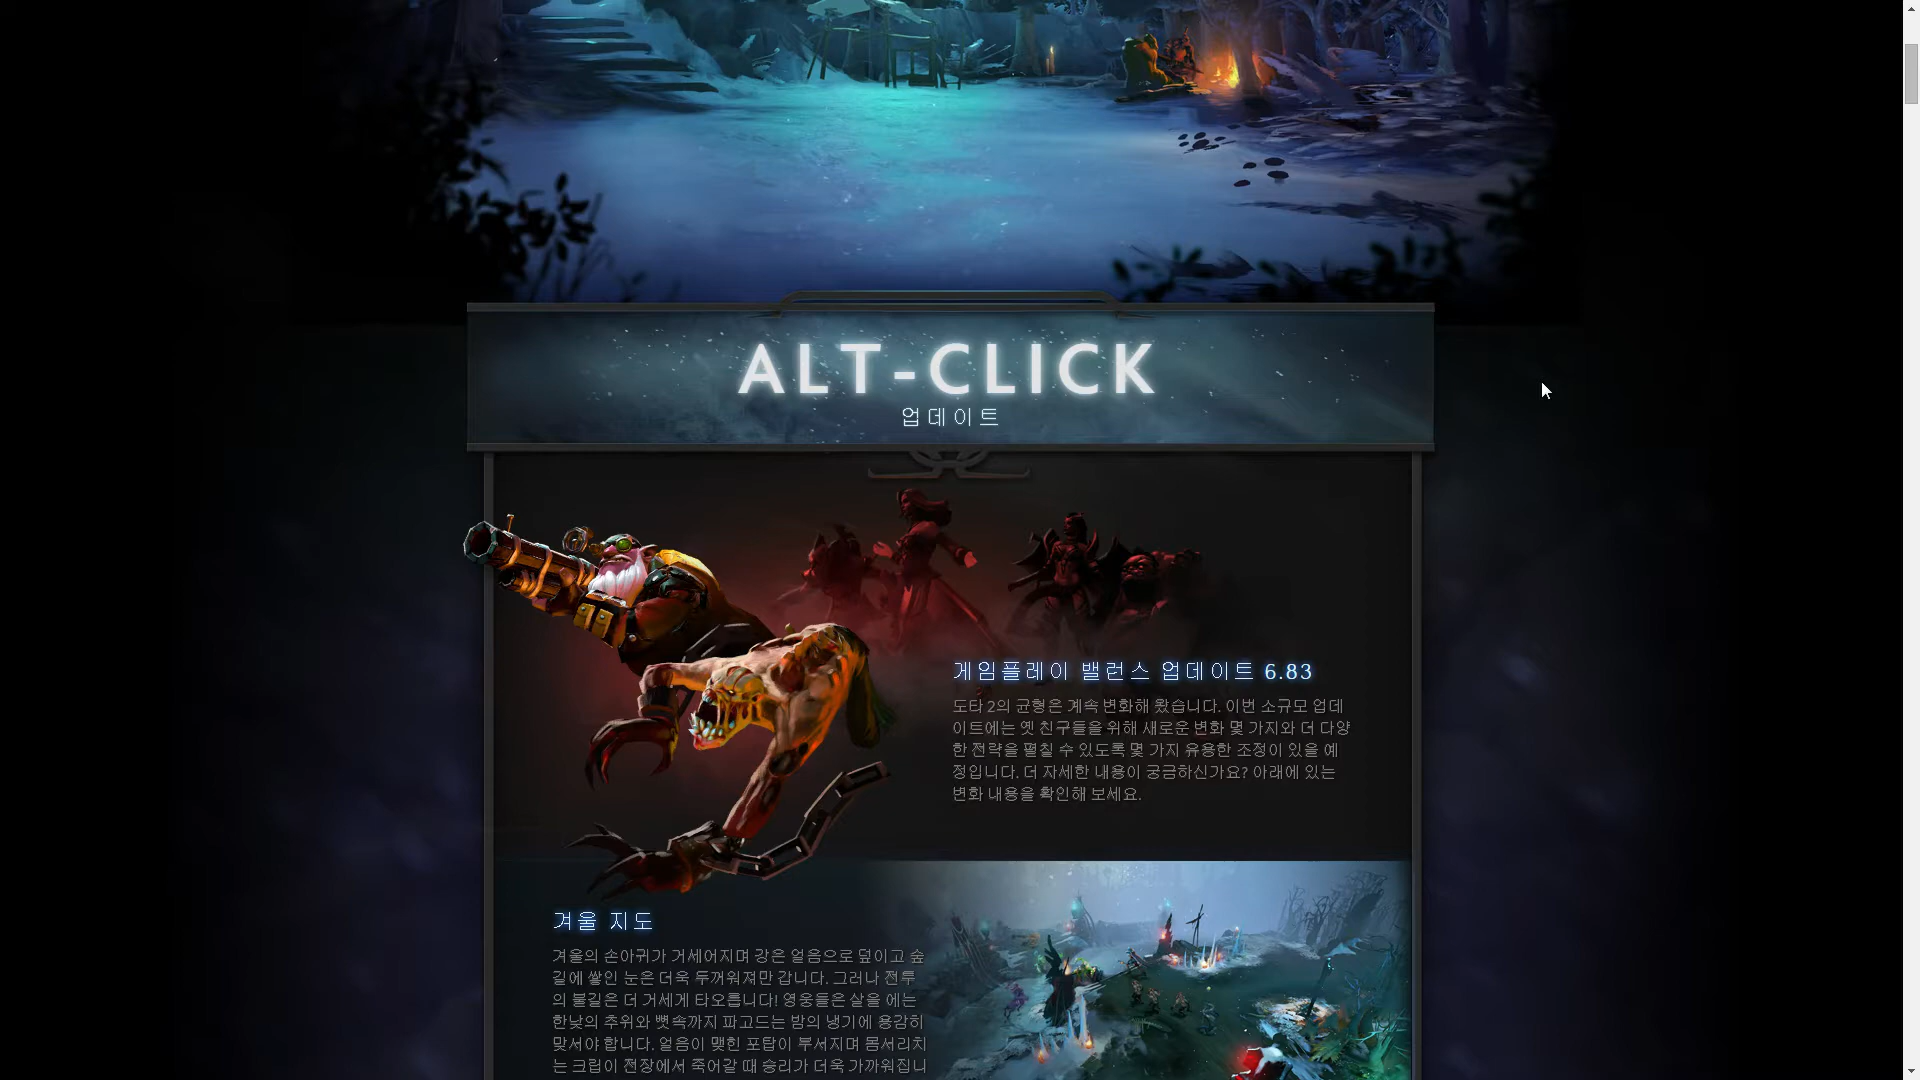 ALT-CLICK
업데이트
게임플레이 밸런스 업데이트 6.83
도타 2의 균형은 계속 변화해 왔습니다. 이번 소규모 업데
이트에는 옛 친구들을 위해 새로운 변화 몇 가지와 더 다양
한 전략을 펼칠 수 있도록 몇 가지 유용한 조정이 있을 예
정입니다. 더 자세한 내용이 궁금하신가요? 아래에 있는
변화 내용을 확인해 보세요.
겨울 지도
겨울의 손아귀가 거세어지며 강은 얼음으로 덮이고 숲
길에 쌓인 눈은 더욱 두꺼워져만 갑니다. 그러나 전투
의 불길은 더 거세게 타오릅니다! 영웅들은 살을 에는
한낮의 추위와 뼛속까지 파고드는 밤의 냉기에 용감히
맞서야 합니다. 얼음이 맺힌 포탑이 부서지며 몸서리치
는 크립이 전장에서 죽어갈 때 승리가 더욱 가까워집니